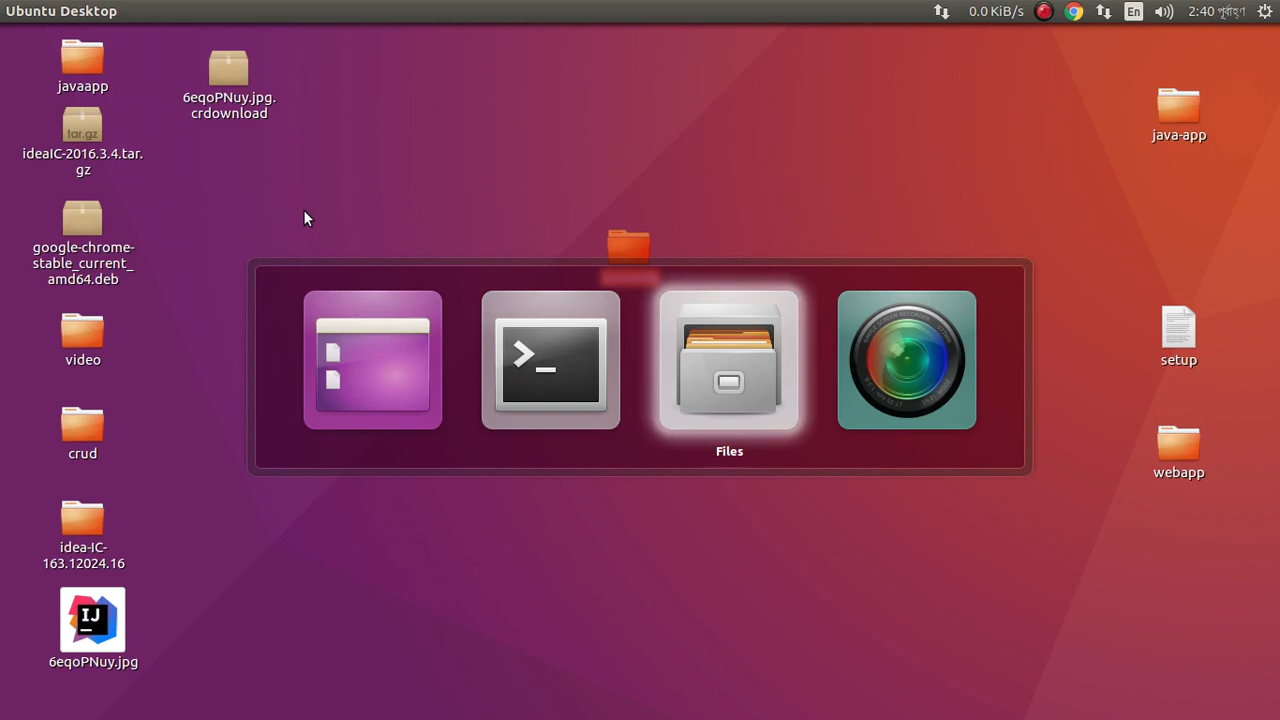 Ubuntu Desktop
0.0 KiB/s
En
2:40 পূর্বাহ্ণ
javaapp
6eqoPNuy.jpg.
crdownload
tar.gz
ideaIC-2016.3.4.tar.
gz
google-chrome-
stable_current_
amd64.deb
video
crud
idea-IC-
163.12024.16
IJ
6eqoPNuy.jpg
java-app
setup
webapp
>_
Files